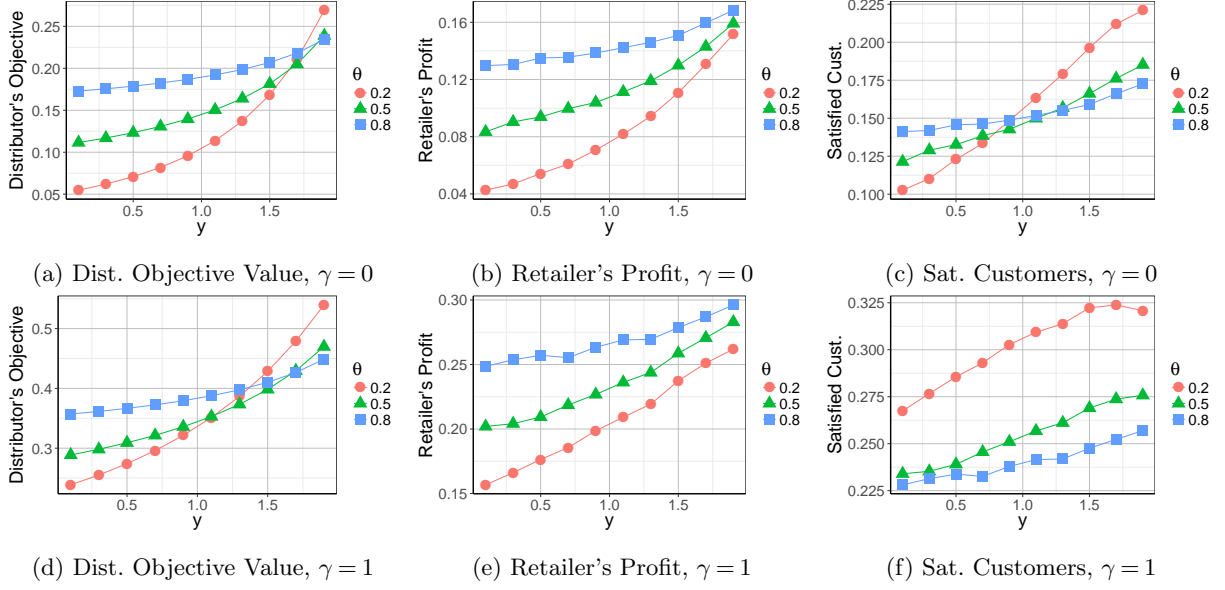 Distributor's Objective
0.25
0.20
0.15
0.10
0.05
0.5 1.0 1.5
y
θ
0.2
0.5
0.8
(a) Dist. Objective Value, γ = 0
Retailer's Profit
0.16
0.12
0.08
0.04
0.5 1.0 1.5
y
θ
0.2
0.5
0.8
(b) Retailer's Profit, γ = 0
Satisfied Cust.
0.225
0.200
0.175
0.150
0.125
0.100
0.5 1.0 1.5
y
θ
0.2
0.5
0.8
(c) Sat. Customers, γ = 0
Distributor's Objective
0.5
0.4
0.3
0.5 1.0 1.5
y
θ
0.2
0.5
0.8
(d) Dist. Objective Value, γ = 1
Retailer's Profit
0.30
0.25
0.20
0.15
0.5 1.0 1.5
y
θ
0.2
0.5
0.8
(e) Retailer's Profit, γ = 1
Satisfied Cust.
0.325
0.300
0.275
0.250
0.225
0.5 1.0 1.5
y
θ
0.2
0.5
0.8
(f) Sat. Customers, γ = 1